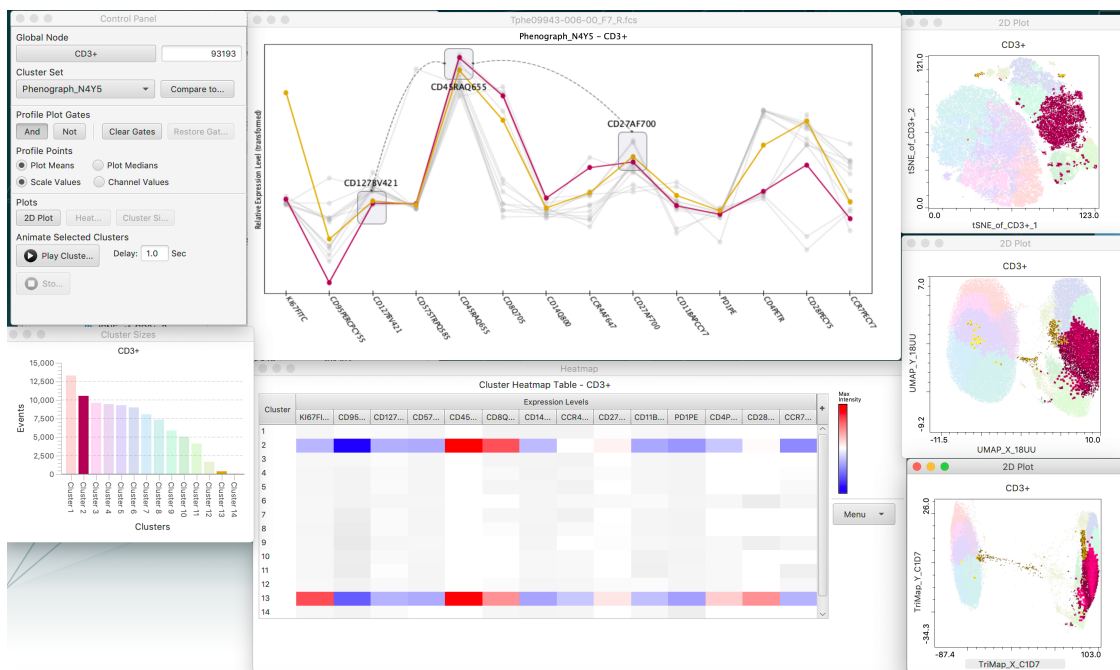 Control Panel
Global Node
CD3+
93193
Cluster Set
Phenograph_N4Y5
Compare to...
Profile Plot Gates
And
Not
Clear Gates
Restore Gat...
Profile Points
Plot Means
Plot Medians
Scale Values
Channel Values
Plots
2D Plot
Heat...
Cluster Si...
Animate Selected Clusters
Play Cluste...
Delay:
1.0
Sec
Sto...
Tphe09943-006-00_F7_R.fcs
Phenograph_N4Y5 - CD3+
Relative Expression Level (transformed)
CD127BV421
CD45RAQ655
CD27AF700
KI67FITC
CD95PERCPCY55
CD127BV421
CD57STRPQ585
CD45RAQ655
CD8Q705
CD14Q800
CCR4AF647
CD27AF700
CD11BAPCCY7
PD1PE
CD4PETR
CD28PECY5
CCR7PECY7
2D Plot
CD3+
121.0
tSNE_of_CD3+_2
0.0
0.0
123.0
tSNE_of_CD3+_1
2D Plot
CD3+
7.0
UMAP_Y_18UU
-9.2
-11.5
10.0
UMAP_X_18UU
2D Plot
CD3+
26.0
TriMap_Y_C1D7
-34.3
-87.4
103.0
TriMap_X_C1D7
Cluster Sizes
CD3+
15,000
12,500
10,000
7,500
5,000
2,500
0
Events
Cluster 1
Cluster 2
Cluster 3
Cluster 4
Cluster 5
Cluster 6
Cluster 7
Cluster 8
Cluster 9
Cluster 10
Cluster 11
Cluster 12
Cluster 13
Cluster 14
Clusters
Heatmap
Cluster Heatmap Table - CD3+
Cluster
Expression Levels
+
KI67FI... CD95... CD127... CD57... CD45... CD8Q... CD14... CCR4... CD27... CD11B... PD1PE CD4P... CD28... CCR7...
1
2
3
4
5
6
7
8
9
10
11
12
13
14
Max
Intensity
Low
Menu